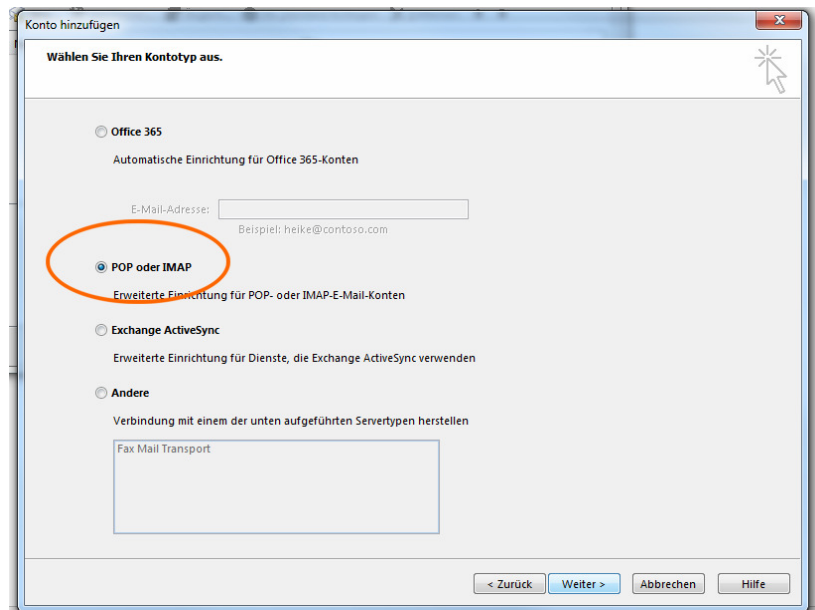 Konto hinzufügen
Wählen Sie Ihren Kontotyp aus.
Office 365
Automatische Einrichtung für Office 365-Konten
E-Mail-Adresse:
Beispiel: heike@contoso.com
POP oder IMAP
Erweiterte Einrichtung für POP- oder IMAP-E-Mail-Konten
Exchange ActiveSync
Erweiterte Einrichtung für Dienste, die Exchange ActiveSync verwenden
Andere
Verbindung mit einem der unten aufgeführten Servertypen herstellen
Fax Mail Transport
< Zurück Weiter > Abbrechen Hilfe